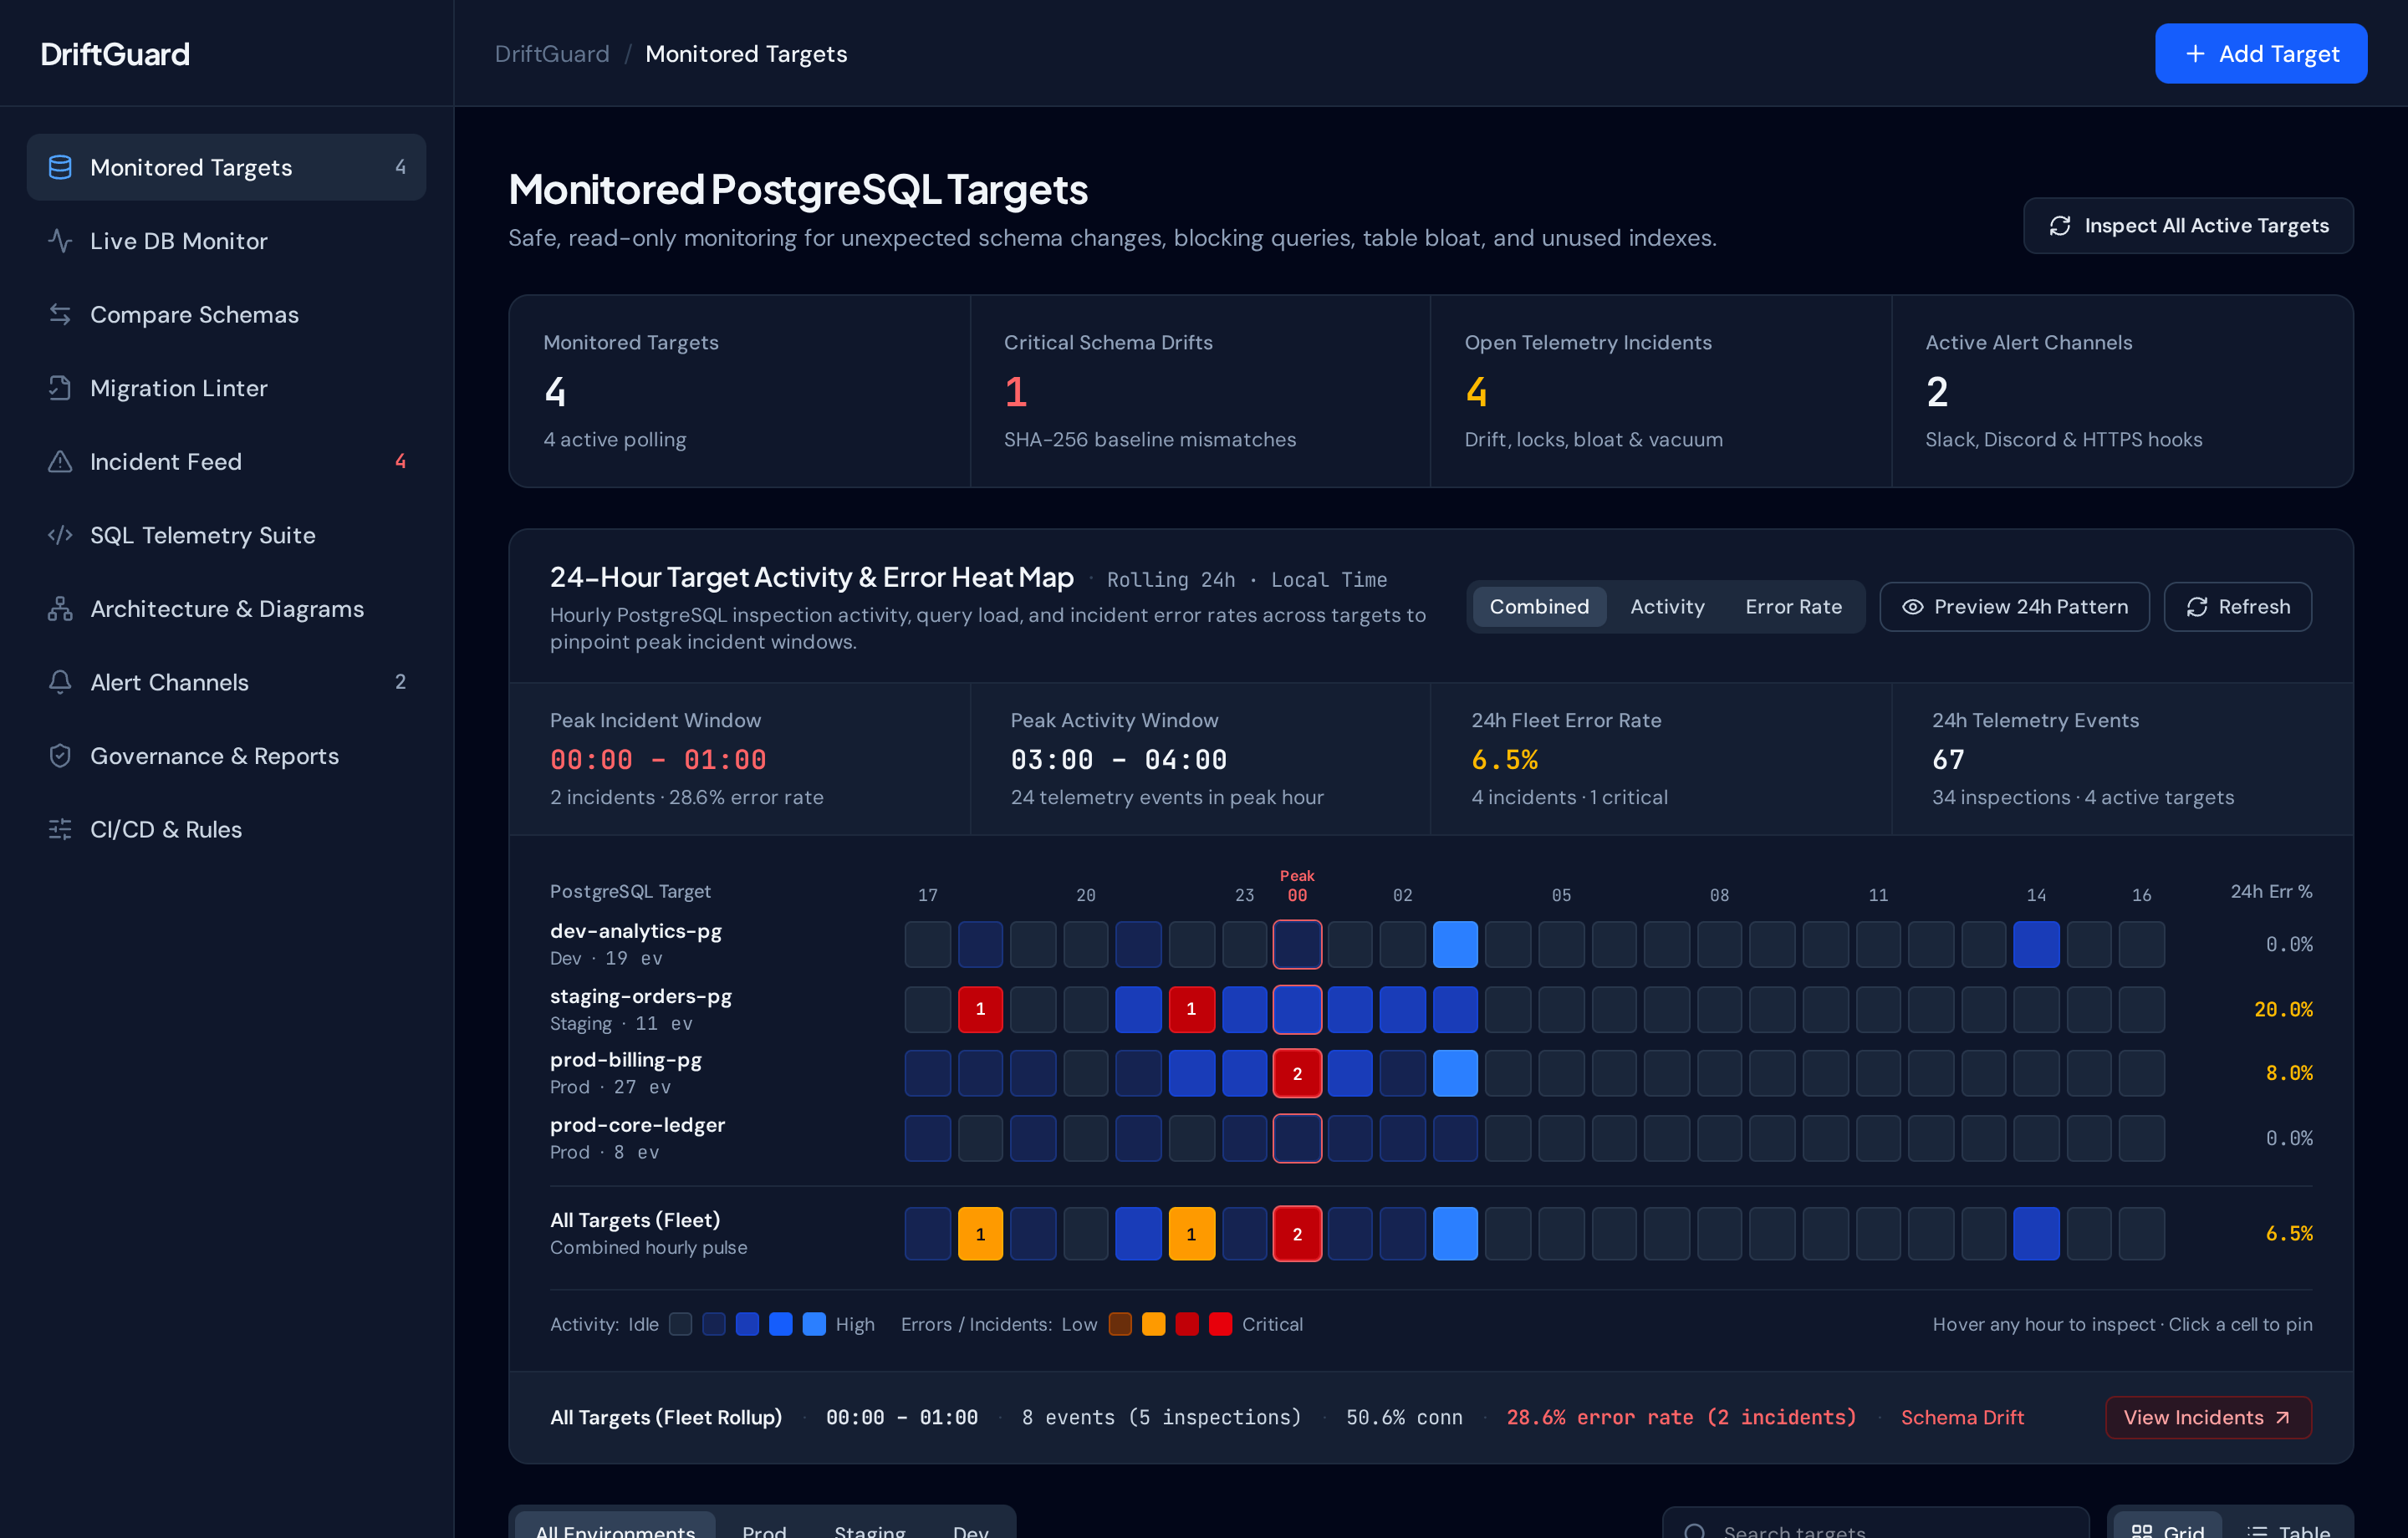 DriftGuard
DriftGuard / Monitored Targets
+ Add Target
Monitored Targets 4
Live DB Monitor
Compare Schemas
Migration Linter
Incident Feed 4
SQL Telemetry Suite
Architecture & Diagrams
Alert Channels 2
Governance & Reports
CI/CD & Rules
Monitored PostgreSQL Targets
Safe, read-only monitoring for unexpected schema changes, blocking queries, table bloat, and unused indexes.
Inspect All Active Targets
Monitored Targets
4
4 active polling
Critical Schema Drifts
1
SHA-256 baseline mismatches
Open Telemetry Incidents
4
Drift, locks, bloat & vacuum
Active Alert Channels
2
Slack, Discord & HTTPS hooks
24-Hour Target Activity & Error Heat Map · Rolling 24h · Local Time
Hourly PostgreSQL inspection activity, query load, and incident error rates across targets to
pinpoint peak incident windows.
Combined Activity Error Rate
Preview 24h Pattern
Refresh
Peak Incident Window
00:00 – 01:00
2 incidents · 28.6% error rate
Peak Activity Window
03:00 – 04:00
24 telemetry events in peak hour
24h Fleet Error Rate
6.5%
4 incidents · 1 critical
24h Telemetry Events
67
34 inspections · 4 active targets
Peak
PostgreSQL Target 17 20 23 00 02 05 08 11 14 16 24h Err %
dev-analytics-pg
Dev · 19 ev
0.0%
staging-orders-pg
Staging · 11 ev
1 1 20.0%
prod-billing-pg
Prod · 27 ev
2 8.0%
prod-core-ledger
Prod · 8 ev
0.0%
All Targets (Fleet)
Combined hourly pulse
1 1 2 6.5%
Activity: Idle High Errors / Incidents: Low Critical
Hover any hour to inspect · Click a cell to pin
All Targets (Fleet Rollup) · 00:00 – 01:00 · 8 events (5 inspections) · 50.6% conn · 28.6% error rate (2 incidents) · Schema Drift
View Incidents
All Environments Prod Staging Dev
Search targets
Grid Table